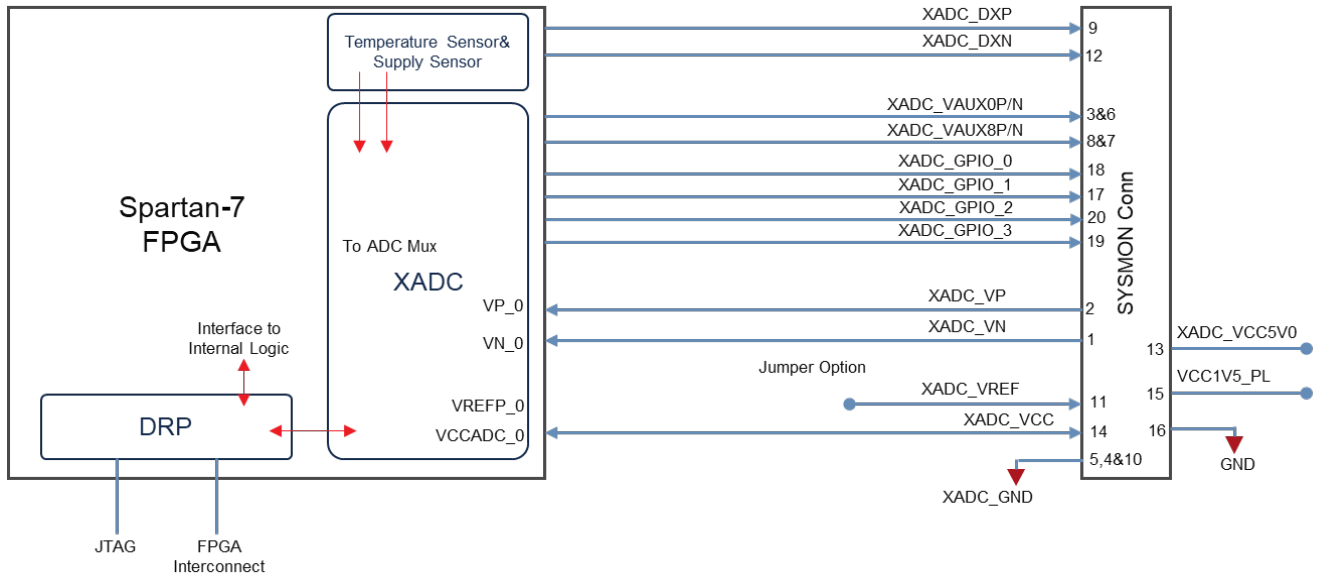 Temperature Sensor&
Supply Sensor
Spartan-7
FPGA
To ADC Mux
XADC
VP_0
VN_0
VREFP_0
VCCADC_0
Interface to
Internal Logic
DRP
JTAG
FPGA
Interconnect
XADC_DXP
9
XADC_DXN
12
XADC_VAUX0P/N
3&6
XADC_VAUX8P/N
8&7
XADC_GPIO_0
18
XADC_GPIO_1
17
XADC_GPIO_2
20
XADC_GPIO_3
19
XADC_VP
2
XADC_VN
1
Jumper Option
XADC_VREF
11
XADC_VCC
14
5,4&10
XADC_GND
SYSMON Conn
13
XADC_VCC5V0
15
VCC1V5_PL
16
GND